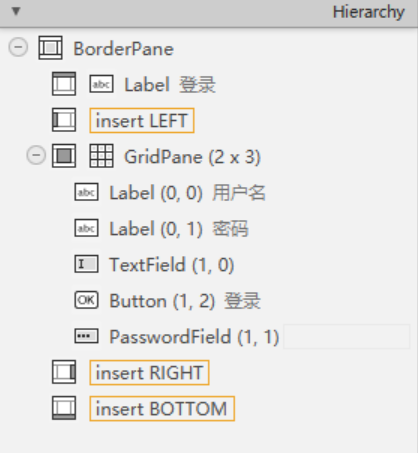 Hierarchy
BorderPane
abc Label 登录
insert LEFT
GridPane (2 x 3)
abc Label (0, 0) 用户名
abc Label (0, 1) 密码
I TextField (1, 0)
OK Button (1, 2) 登录
PasswordField (1, 1)
insert RIGHT
insert BOTTOM